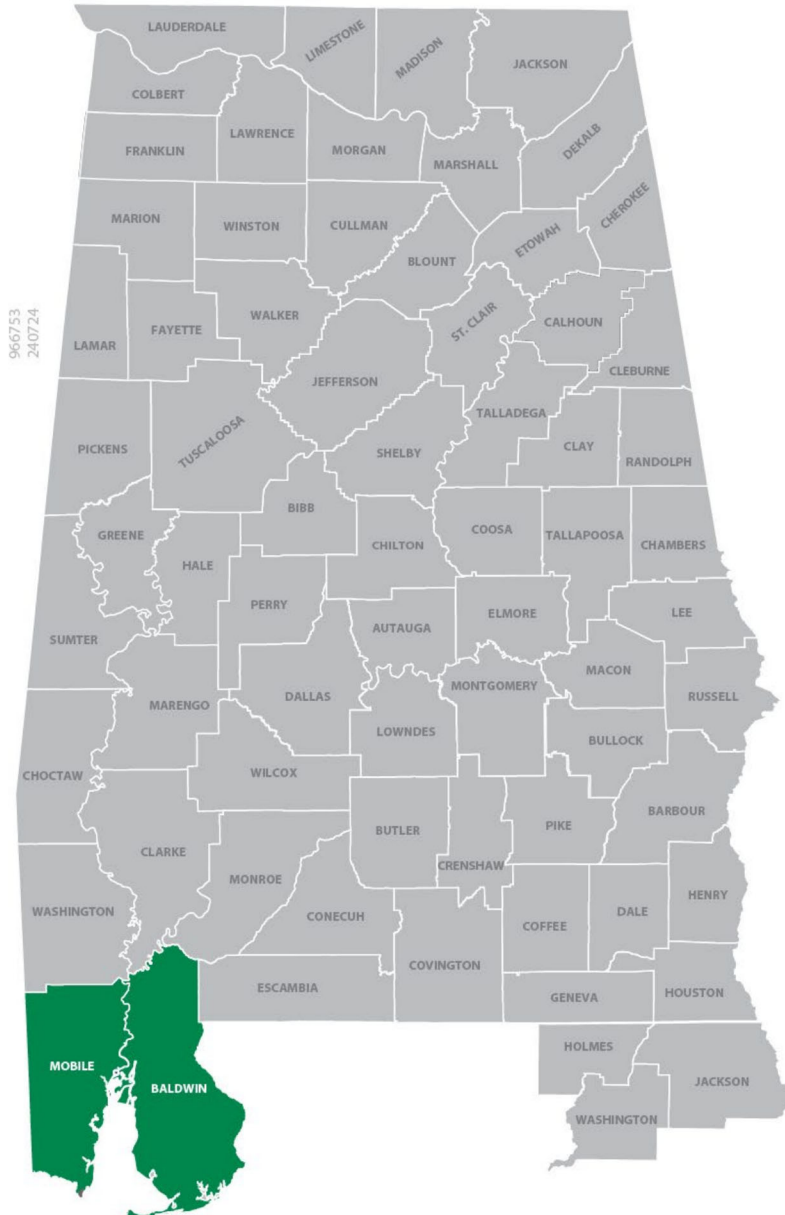 LAUDERDALE
LIMESTONE
MADISON
JACKSON
COLBERT
LAWRENCE
FRANKLIN
MORGAN
MARSHALL
DEKALB
CHEROKEE
MARION
WINSTON
CULLMAN
BLOUNT
ETOWAH
966753
240724
LAMAR
FAYETTE
WALKER
JEFFERSON
ST. CLAIR
CALHOUN
CLEBURNE
PICKENS
TUSCALOOSA
SHELBY
TALLADEGA
CLAY
RANDOLPH
GREENE
HALE
BIBB
CHILTON
COOSA
TALLAPOOSA
CHAMBERS
SUMTER
PERRY
AUTAUGA
ELMORE
LEE
MARENGO
DALLAS
LOWNDES
MONTGOMERY
MACON
RUSSELL
CHOCTAW
WILCOX
BULLOCK
BARBOUR
CLARKE
MONROE
BUTLER
CRENSHAW
PIKE
WASHINGTON
CONECUH
COFFEE
DALE
HENRY
ESCAMBIA
COVINGTON
GENEVA
HOUSTON
MOBILE
BALDWIN
HOLMES
JACKSON
WASHINGTON